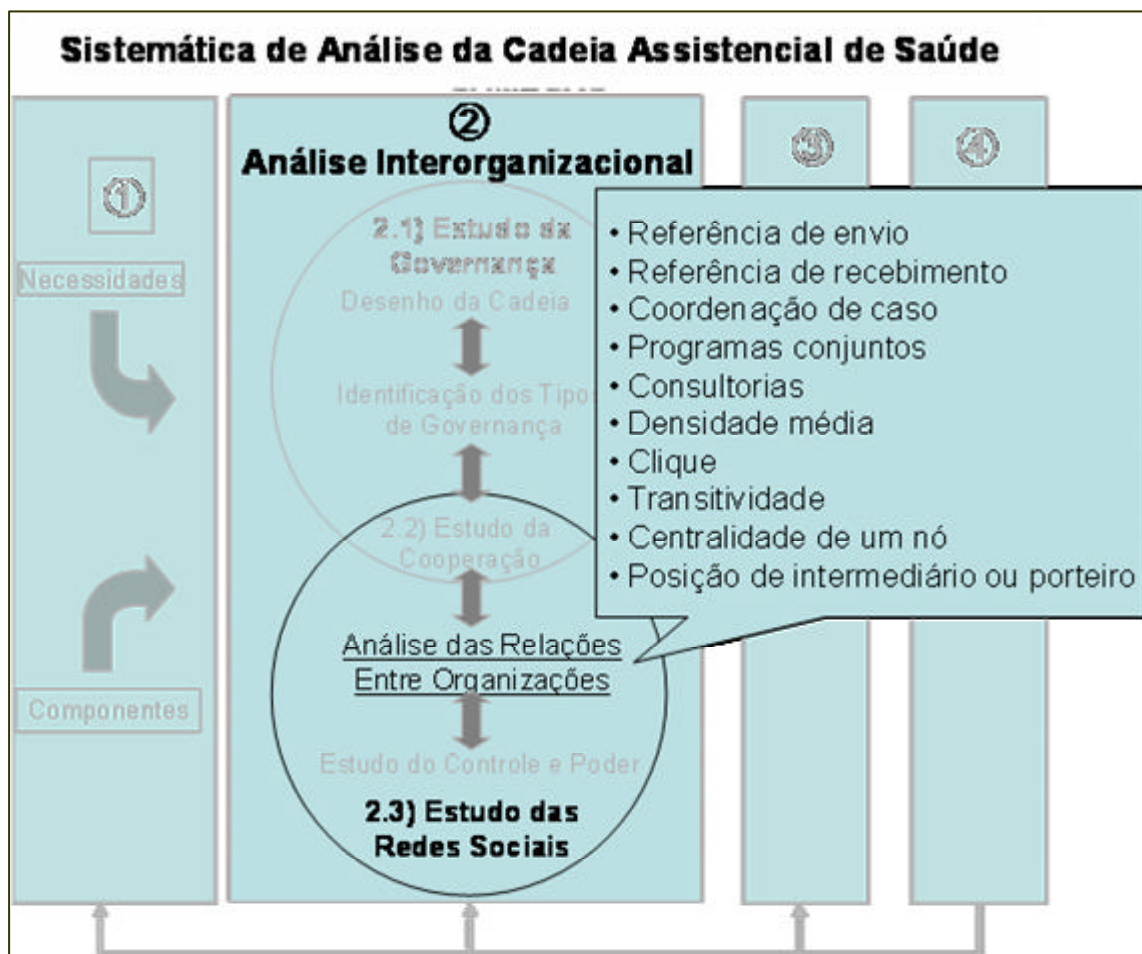 Sistemática de Análise da Cadeia Assistencial de Saúde
①
Necessidades
Componentes
②
Análise Interorganizacional
2.1) Estudo da
Governança
Desenho da Cadeia
Identificação dos Tipos
de Governança
2.2) Estudo da
Cooperação
Análise das Relações
Entre Organizações
Estudo do Controle e Poder
2.3) Estudo das
Redes Sociais
③
④
• Referência de envio
• Referência de recebimento
• Coordenação de caso
• Programas conjuntos
• Consultorias
• Densidade média
• Clique
• Transitividade
• Centralidade de um nó
• Posição de intermediário ou porteiro